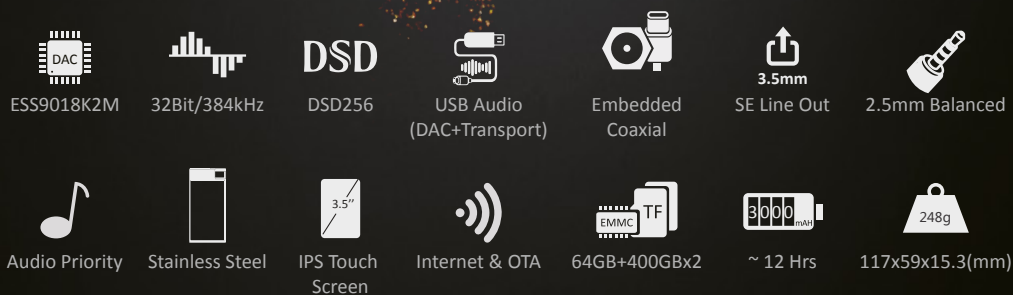 DAC
DSD
3.5mm
ESS9018K2M
32Bit/384kHz
DSD256
USB Audio
(DAC+Transport)
Embedded
Coaxial
SE Line Out
2.5mm Balanced
3.5’’
EMMC
TF
3000mAH
248g
Audio Priority
Stainless Steel
IPS Touch
Screen
Internet & OTA
64GB+400GBx2
~ 12 Hrs
117x59x15.3(mm)